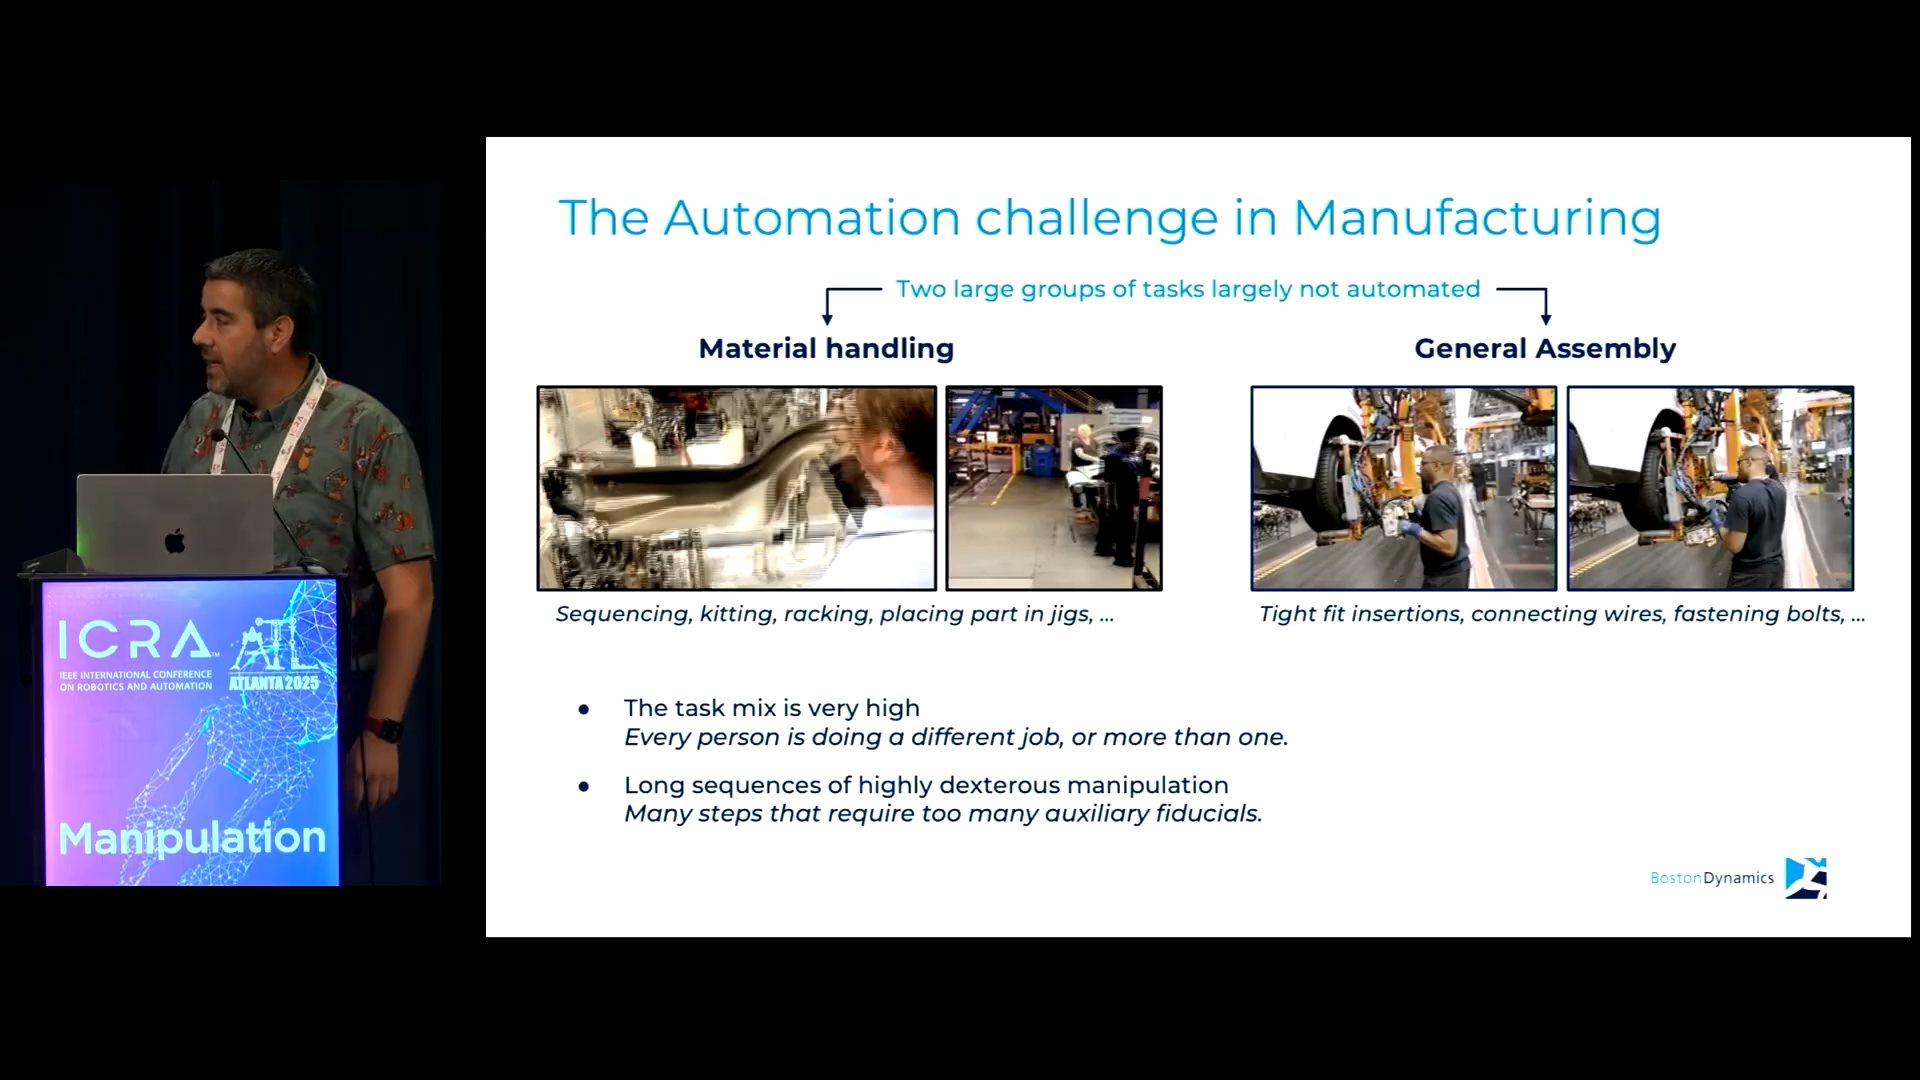 The Automation challenge in Manufacturing
Two large groups of tasks largely not automated
Material handling
General Assembly
Sequencing, kitting, racking, placing part in jigs, ...
Tight fit insertions, connecting wires, fastening bolts, ...
● The task mix is very high
Every person is doing a different job, or more than one.
● Long sequences of highly dexterous manipulation
Many steps that require too many auxiliary fiducials.
BostonDynamics
ICRA™
IEEE INTERNATIONAL CONFERENCE
ON ROBOTICS AND AUTOMATION
ATL
ATLANTA 2025
Manipulation